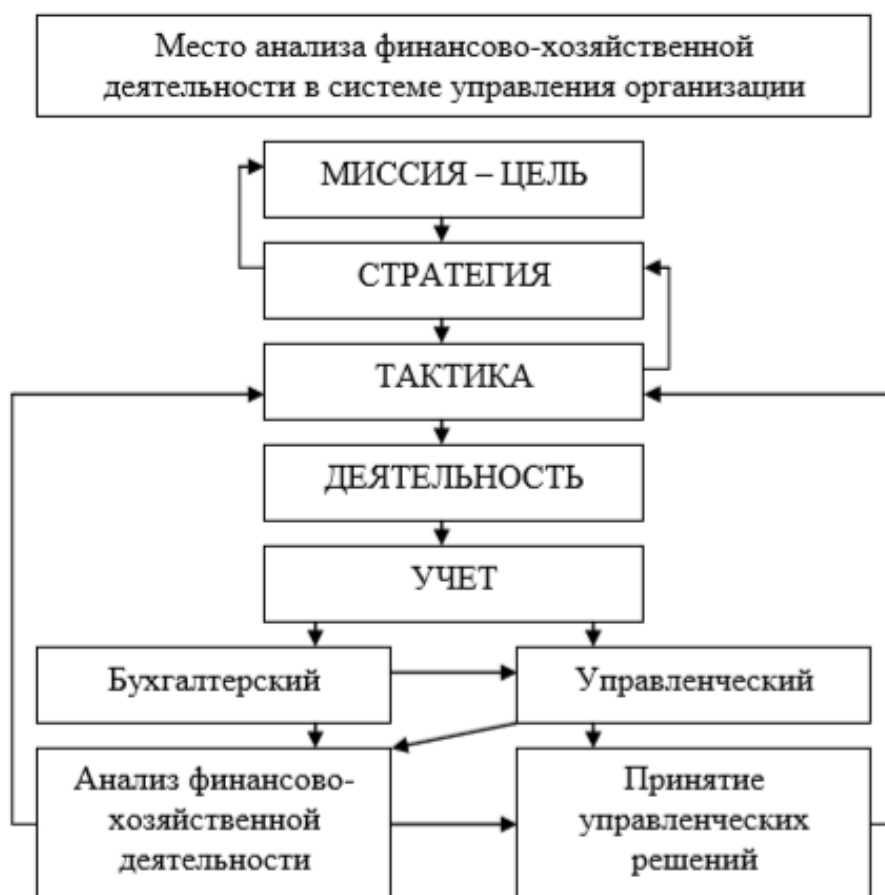 Место анализа финансово-хозяйственной
деятельности в системе управления организации
МИССИЯ – ЦЕЛЬ
СТРАТЕГИЯ
ТАКТИКА
ДЕЯТЕЛЬНОСТЬ
УЧЕТ
Бухгалтерский
Управленческий
Анализ финансово-
хозяйственной
деятельности
Принятие
управленческих
решений